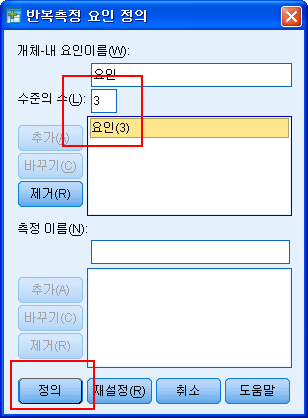 반복측정 요인 정의
개체-내 요인이름(W):
요인
수준의 수(L): 3
추가(A)
요인(3)
바꾸기(C)
제거(R)
측정 이름(N):
추가(A)
바꾸기(C)
제거(R)
정의 재설정(R) 취소 도움말